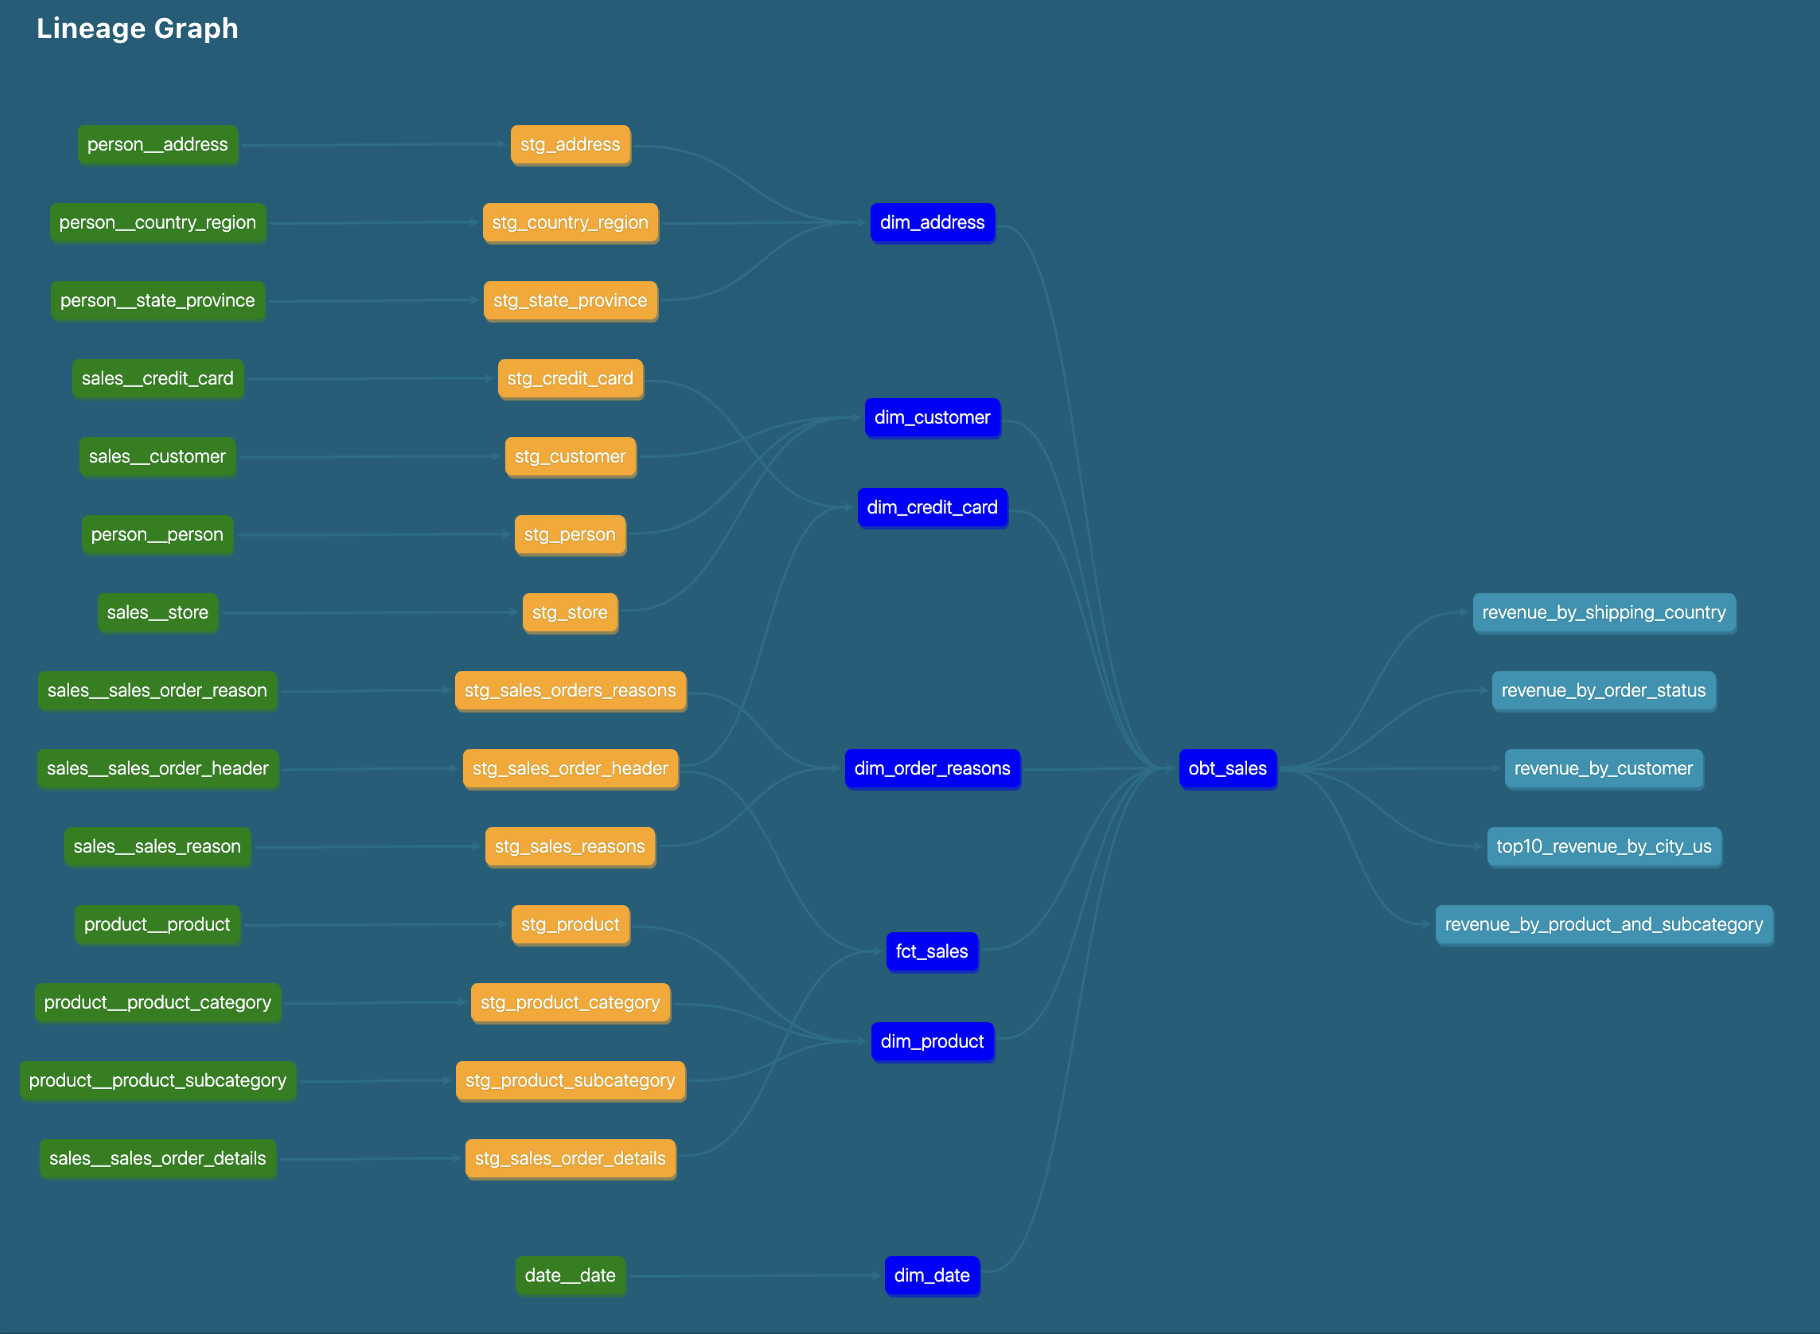 Lineage Graph
person__address
stg_address
person__country_region
stg_country_region
dim_address
person__state_province
stg_state_province
sales__credit_card
stg_credit_card
dim_customer
sales__customer
stg_customer
dim_credit_card
person__person
stg_person
sales__store
stg_store
revenue_by_shipping_country
sales__sales_order_reason
stg_sales_orders_reasons
revenue_by_order_status
sales__sales_order_header
stg_sales_order_header
dim_order_reasons
obt_sales
revenue_by_customer
sales__sales_reason
stg_sales_reasons
top10_revenue_by_city_us
product__product
stg_product
fct_sales
revenue_by_product_and_subcategory
product__product_category
stg_product_category
dim_product
product__product_subcategory
stg_product_subcategory
sales__sales_order_details
stg_sales_order_details
date__date
dim_date